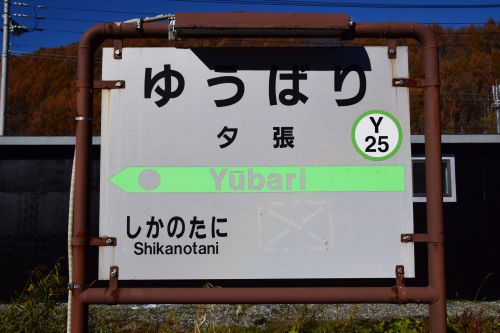 ゆうばり
夕張
Y
25
Yūbari
しかのたに
Shikanotani